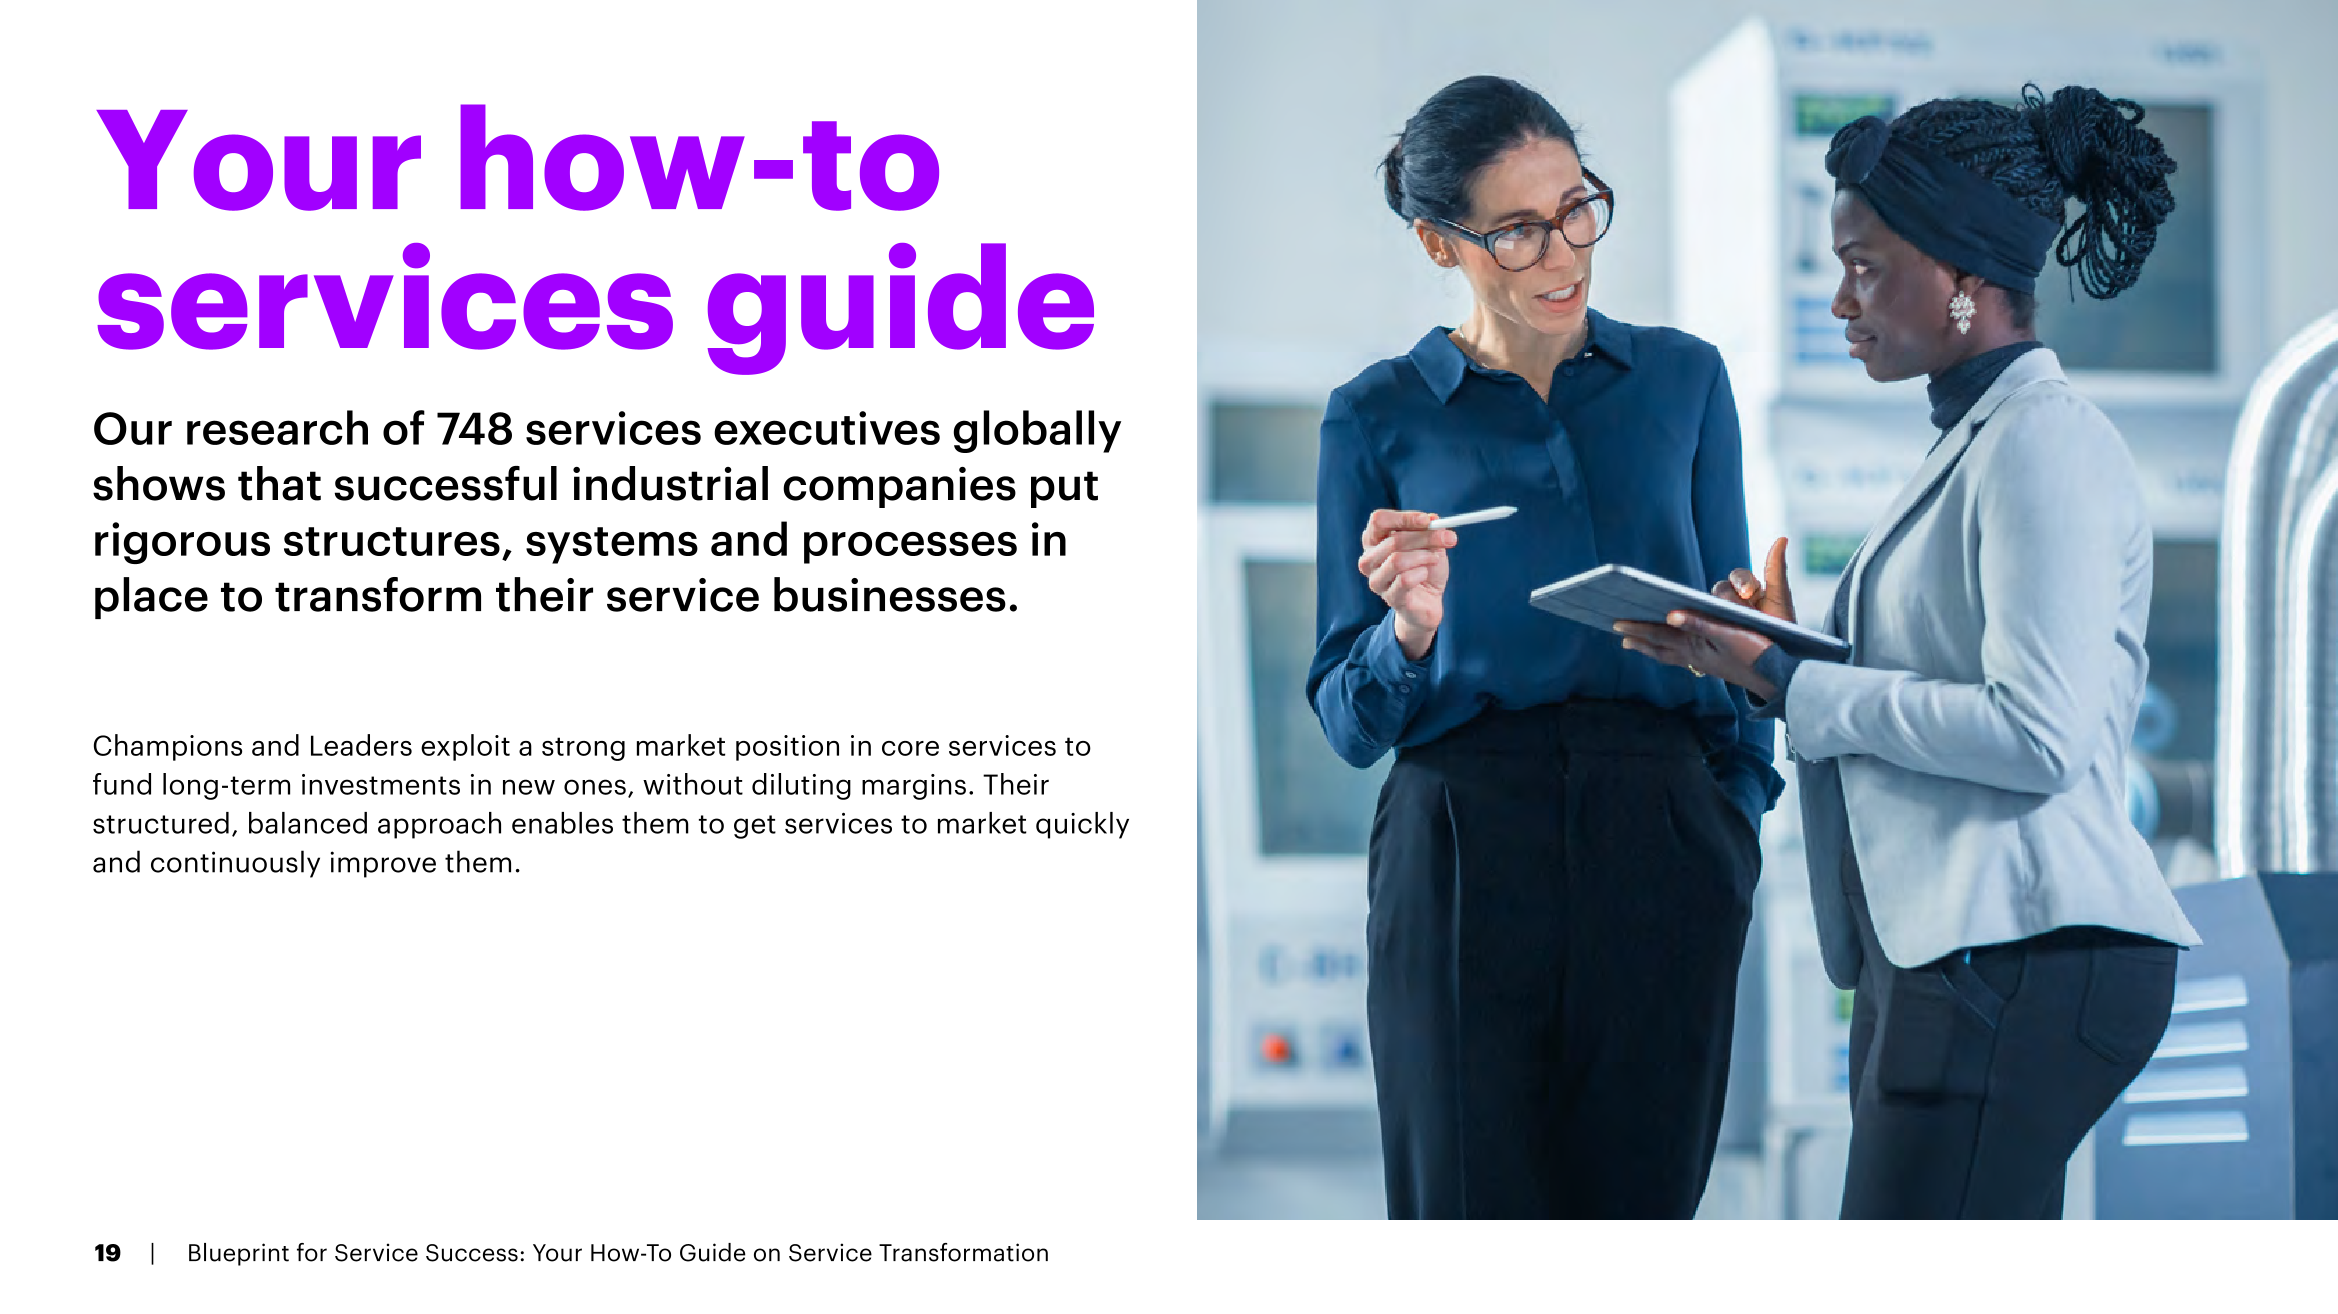 Your how-to
services guide
Our research of 748 services executives globally
shows that successful industrial companies put
rigorous structures, systems and processes in
place to transform their service businesses.
Champions and Leaders exploit a strong market position in core services to
fund long-term investments in new ones, without diluting margins. Their
structured, balanced approach enables them to get services to market quickly
and continuously improve them.
19 | Blueprint for Service Success: Your How-To Guide on Service Transformation